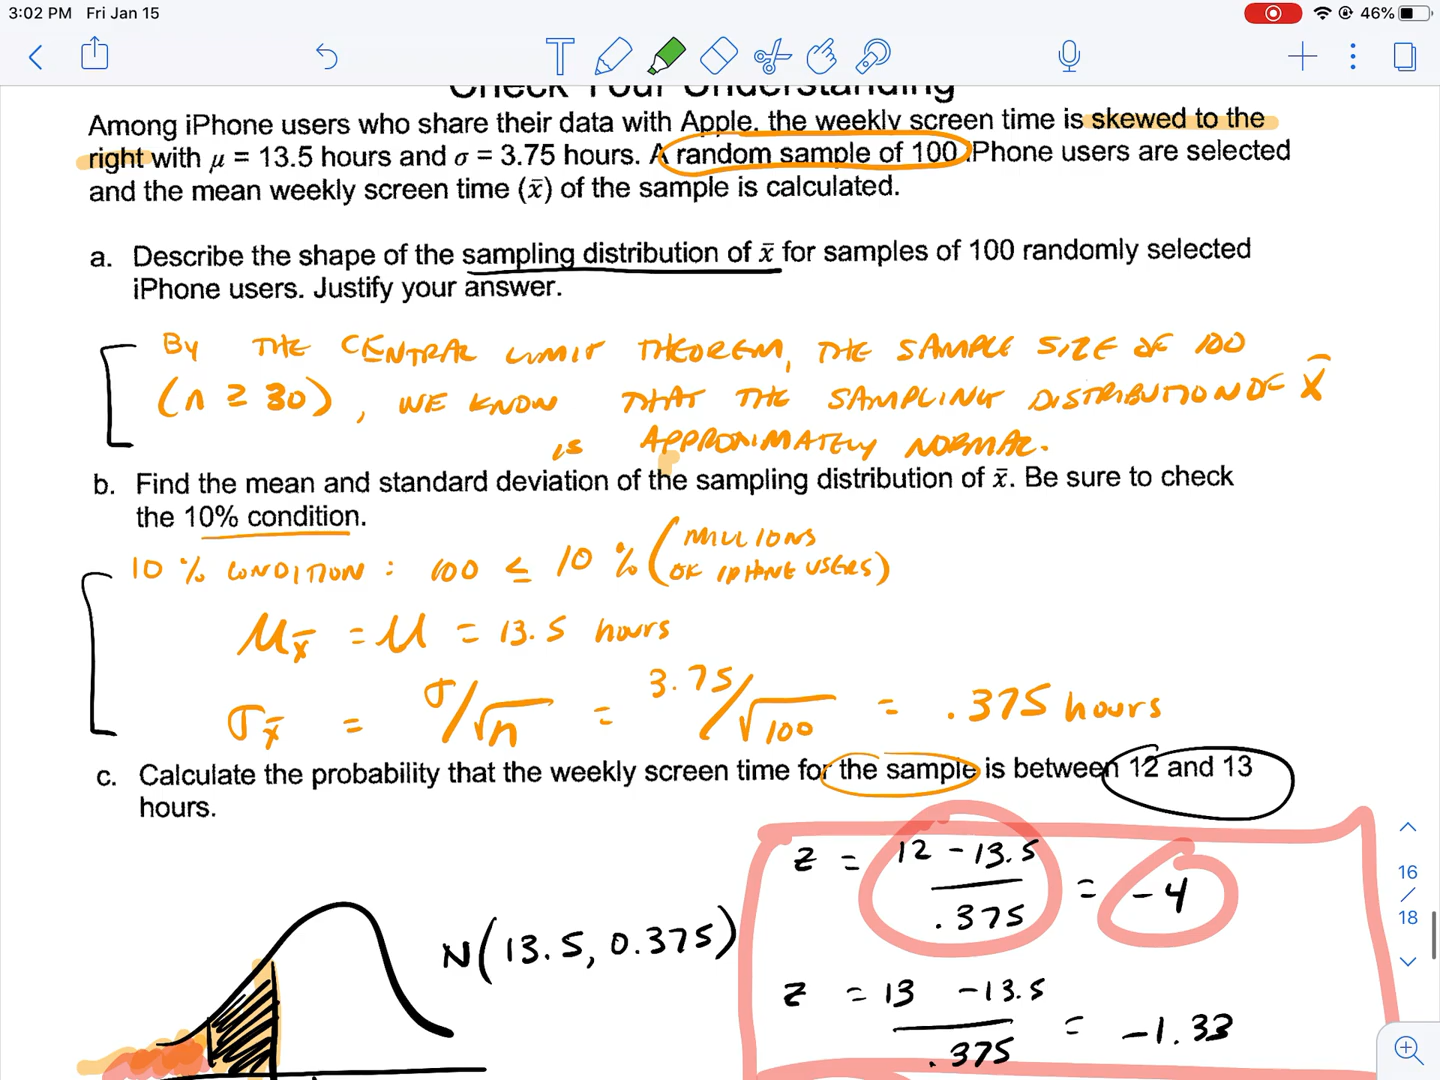 3:02 PM Fri Jan 15 46%
T
Check Your Understanding
Among iPhone users who share their data with Apple, the weekly screen time is skewed to the
right with μ = 13.5 hours and σ = 3.75 hours. A random sample of 100 iPhone users are selected
and the mean weekly screen time (x̄) of the sample is calculated.
a. Describe the shape of the sampling distribution of x̄ for samples of 100 randomly selected
iPhone users. Justify your answer.
By THE CENTRAL LIMIT THEOREM, THE SAMPLE SIZE OF 100
(n ≥ 30), WE KNOW THAT THE SAMPLING DISTRIBUTION OF x̄
IS APPROXIMATELY NORMAL.
b. Find the mean and standard deviation of the sampling distribution of x̄. Be sure to check
the 10% condition.
10 % CONDITION : 100 ≤ 10 % (MILLIONS
OF IPHONE USERS)
μx̄ = μ = 13.5 hours
σx̄ = σ/√n = 3.75/√100 = .375 hours
c. Calculate the probability that the weekly screen time for the sample is between 12 and 13
hours.
z = 12 - 13.5 / .375 = -4
N(13.5, 0.375)
z = 13 - 13.5 / .375 = -1.33
16
/
18